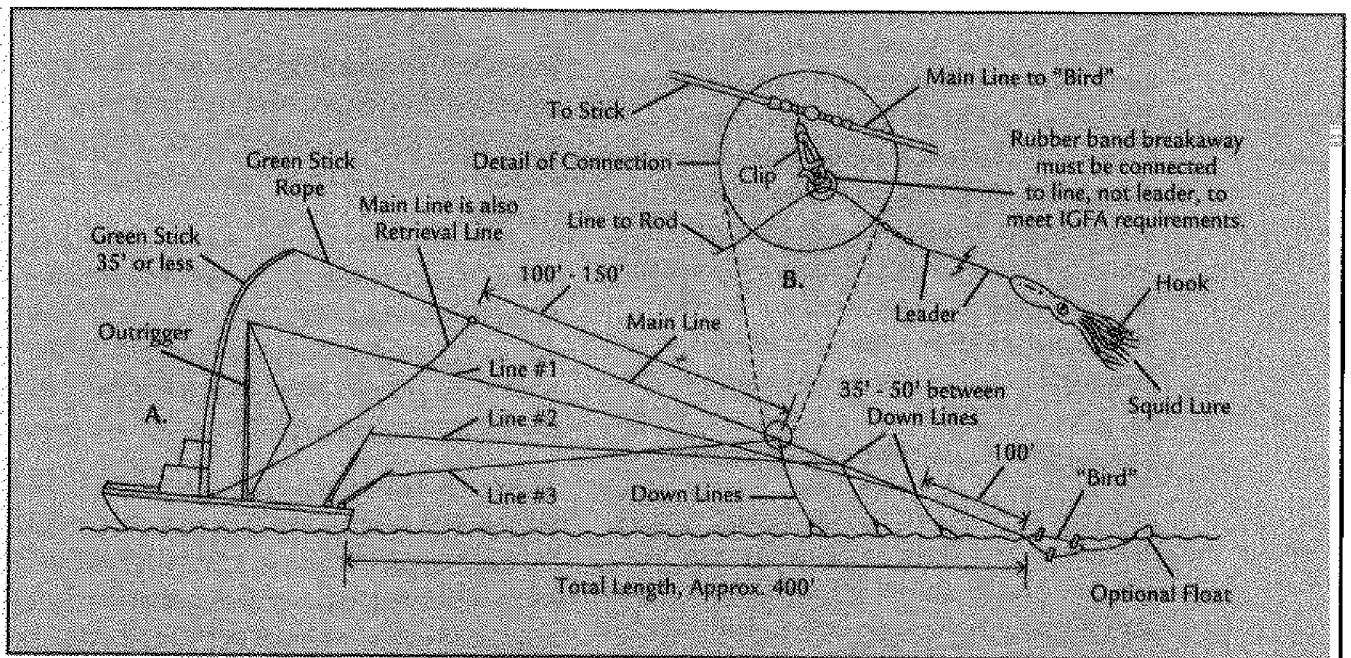 Main Line to "Bird"
To Stick
Rubber band breakaway
must be connected
to line, not leader, to
meet IGFA requirements.
Detail of Connection
Clip
Green Stick
Rope
Main Line is also
Retrieval Line
Line to Rod
Green Stick
35' or less
100' - 150'
B.
Hook
Leader
Outrigger
Main Line
Line #1
35' - 50' between
Down Lines
Squid Lure
A.
Line #2
100'
"Bird"
Line #3
Down Lines
Total Length, Approx. 400'
Optional Float